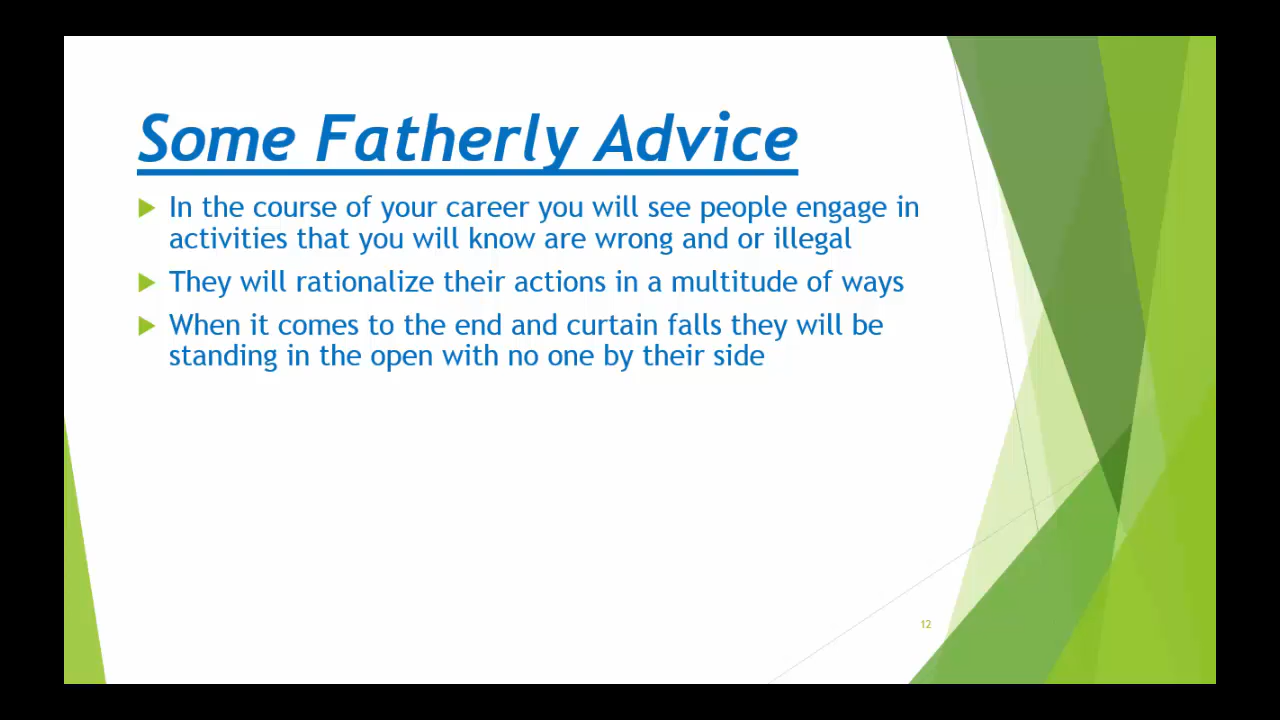 Some Fatherly Advice
In the course of your career you will see people engage in
activities that you will know are wrong and or illegal
They will rationalize their actions in a multitude of ways
When it comes to the end and curtain falls they will be
standing in the open with no one by their side
12